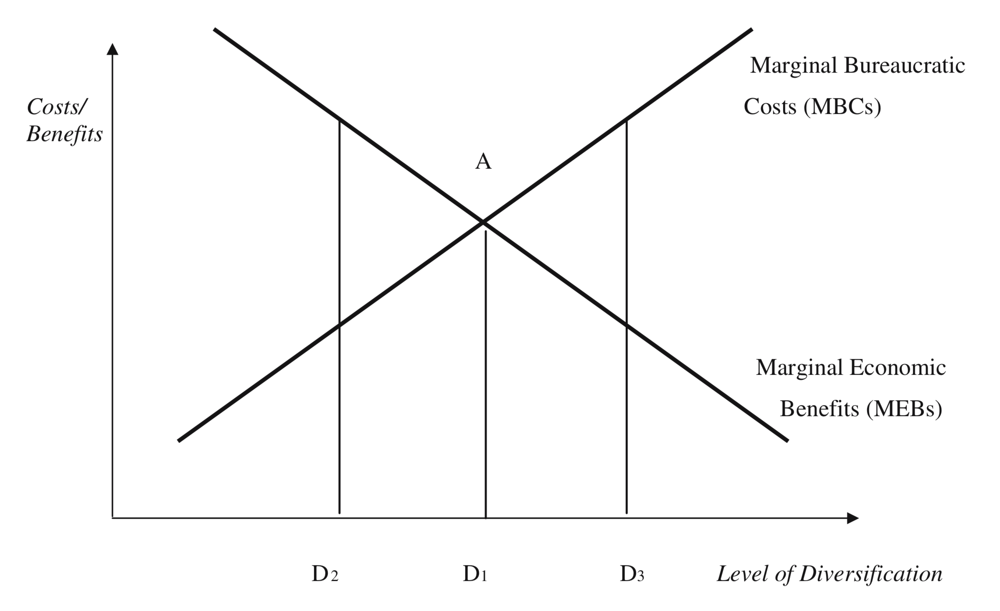 Marginal Bureaucratic
Costs (MBCs)
Costs/
Benefits
A
Marginal Economic
Benefits (MEBs)
D2
D1
D3
Level of Diversification